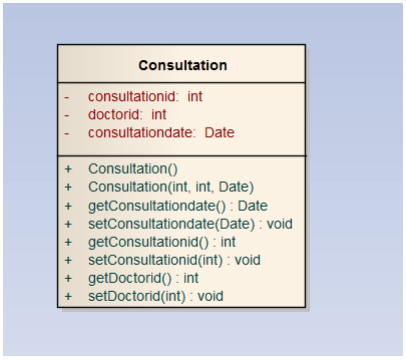 Consultation
- consultationid: int
- doctorid: int
- consultationdate: Date
+ Consultation()
+ Consultation(int, int, Date)
+ getConsultationdate() : Date
+ setConsultationdate(Date) : void
+ getConsultationid() : int
+ setConsultationid(int) : void
+ getDoctorid() : int
+ setDoctorid(int) : void